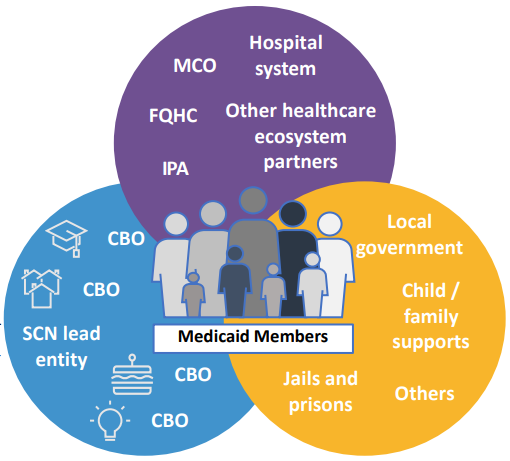 Hospital
system
MCO
FQHC
Other healthcare
ecosystem
partners
IPA
CBO
CBO
SCN lead
entity
CBO
CBO
Medicaid Members
Local
government
Child /
family
supports
Jails and
prisons
Others